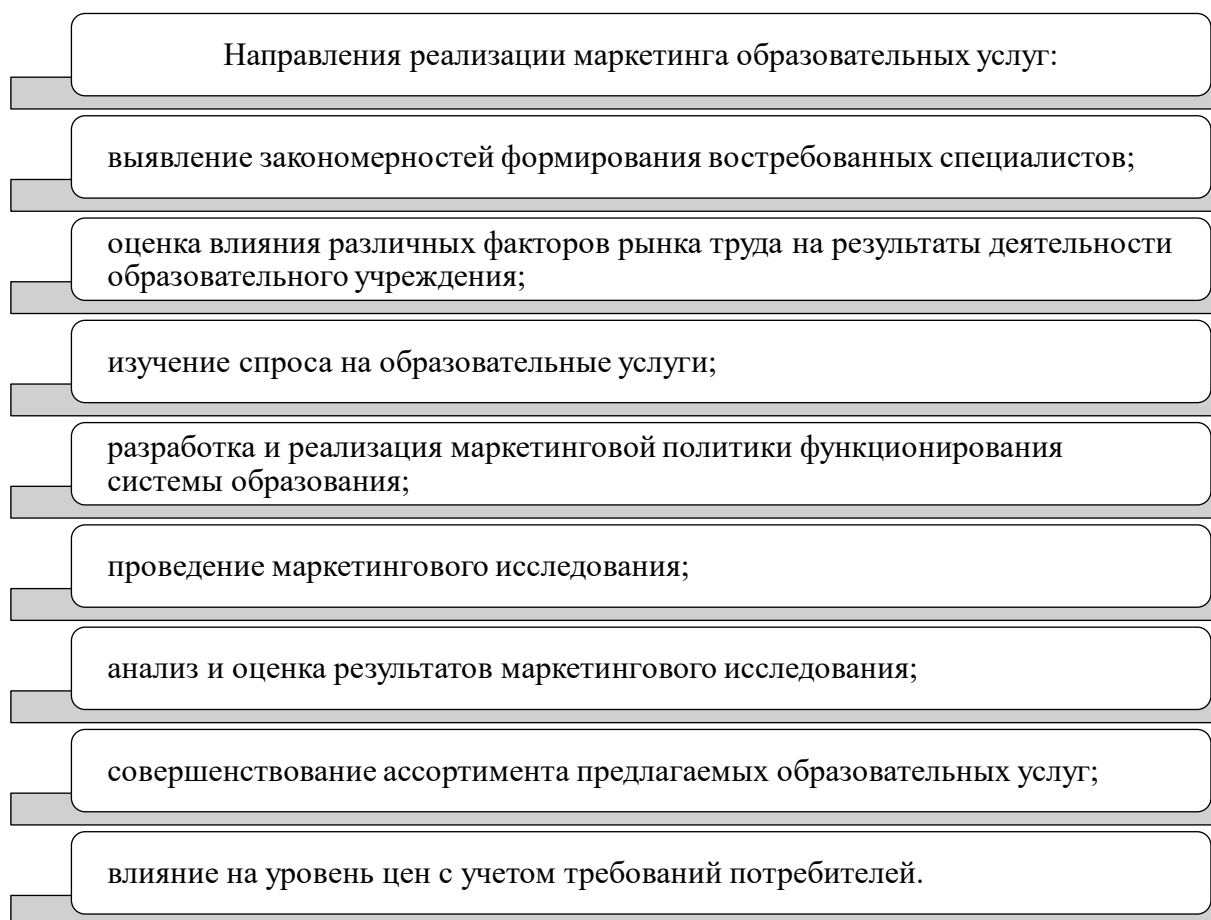 Направления реализации маркетинга образовательных услуг:
выявление закономерностей формирования востребованных специалистов;
оценка влияния различных факторов рынка труда на результаты деятельности
образовательного учреждения;
изучение спроса на образовательные услуги;
разработка и реализация маркетинговой политики функционирования
системы образования;
проведение маркетингового исследования;
анализ и оценка результатов маркетингового исследования;
совершенствование ассортимента предлагаемых образовательных услуг;
влияние на уровень цен с учетом требований потребителей.